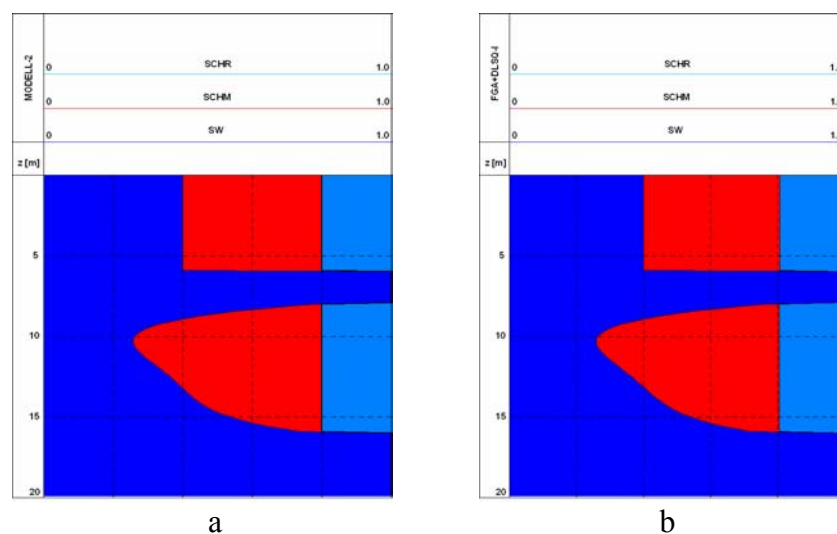 MODELL-2
0 SCHR 1.0
0 SCHM 1.0
0 SW 1.0
z [m]
5
10
15
20
a
FGA+DLSQ-I
0 SCHR 1.
0 SCHM 1.
0 SW 1.
z [m]
5
10
15
20
b